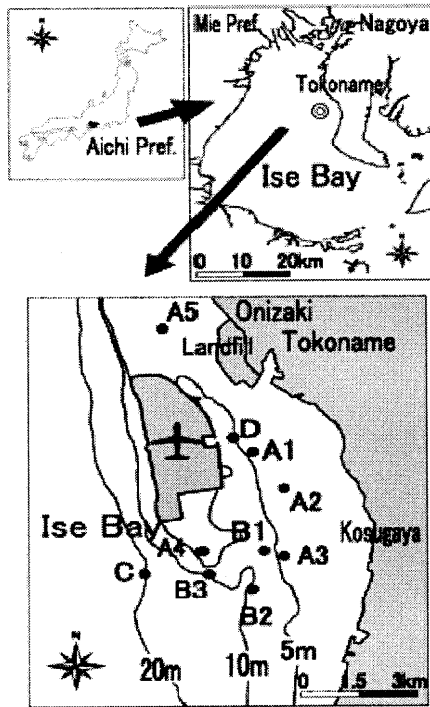 N
Aichi Pref.
Mie Pref.
Nagoya
Tokoname
Ise Bay
0 10 20km
N
A5
Onizaki
Landfill
Tokoname
D
A1
A2
Ise Bay
A4
B1
A3
Kosugaya
C
B3
B2
20m
10m
5m
N
0 1.5 3km